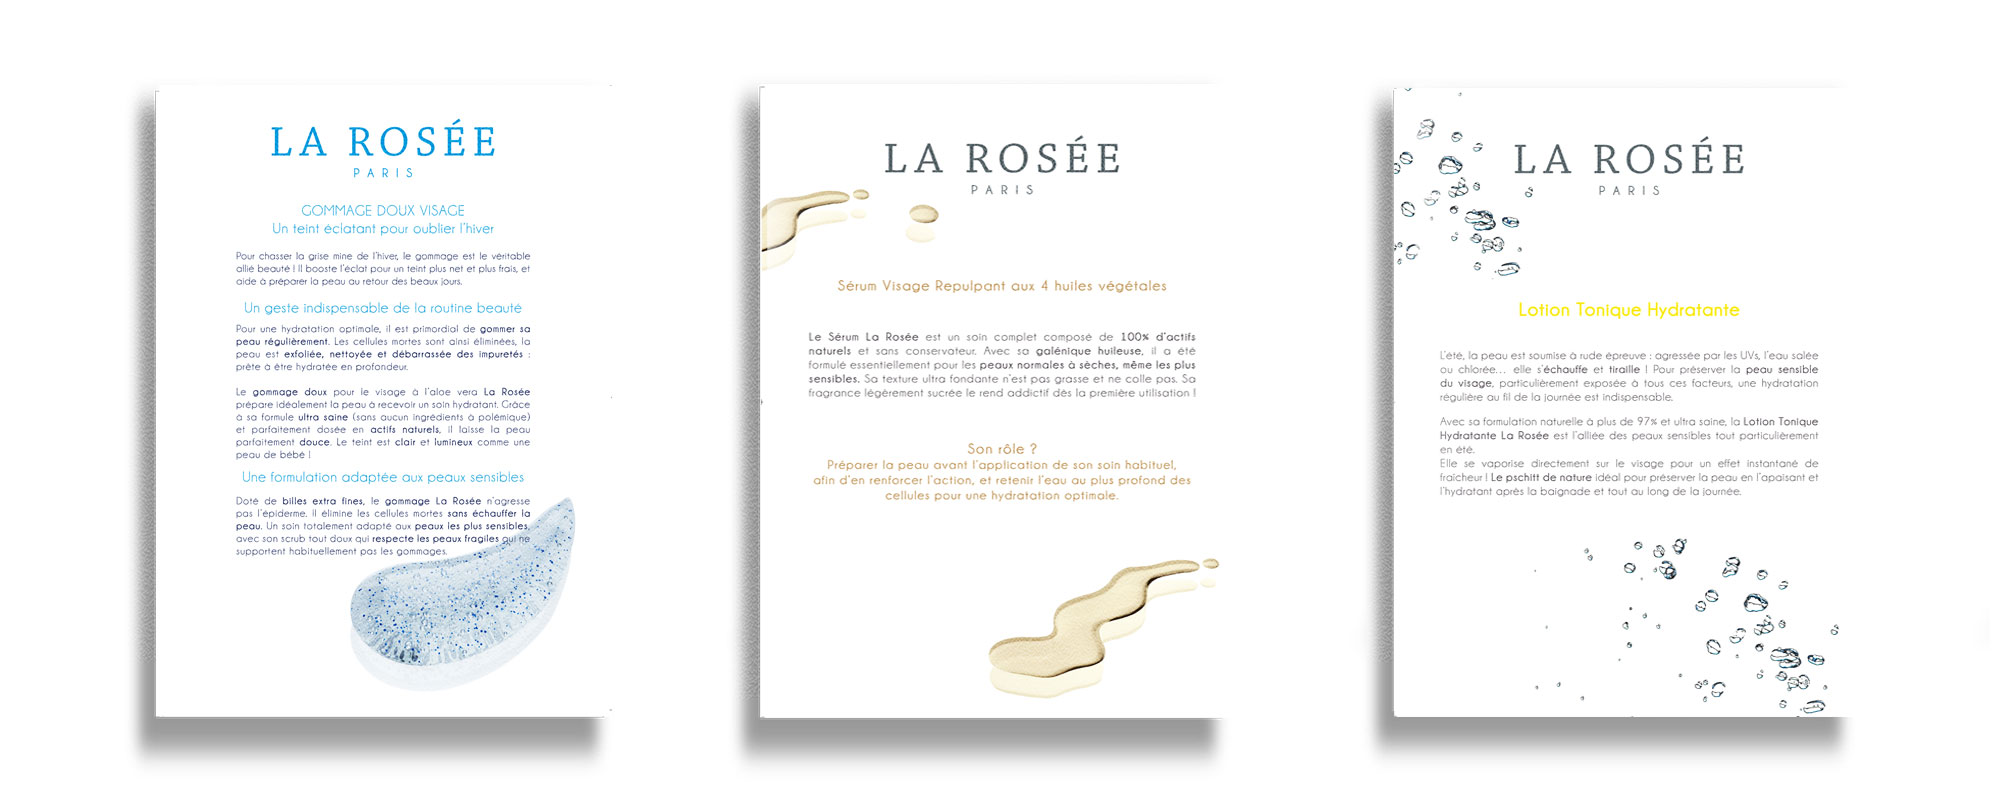 LA ROSÉE
PARIS
GOMMAGE DOUX VISAGE
Un teint éclatant pour oublier l'hiver
Pour chasser la grise mine de l'hiver, le gommage est le véritable
allié beauté ! Il booste l'éclat pour un teint plus net et plus frais, et
aide à préparer la peau au retour des beaux jours.
Un geste indispensable de la routine beauté
Pour une hydratation optimale, il est primordial de gommer sa
peau régulièrement. Les cellules mortes sont ainsi éliminées, la
peau est exfoliée, nettoyée et débarrassée des impuretés :
prête à être hydratée en profondeur.
Le gommage doux pour le visage à l'aloe vera La Rosée
prépare idéalement la peau à recevoir un soin hydratant. Grâce
à sa formule ultra saine (sans aucun ingrédients à polémique)
et parfaitement dosée en actifs naturels, il laisse la peau
parfaitement douce. Le teint est clair et lumineux comme une
peau de bébé !
Une formulation adaptée aux peaux sensibles
Doté de billes extra fines, le gommage La Rosée n'agresse
pas l'épiderme. Il élimine les cellules mortes sans échauffer la
peau. Un soin totalement adapté aux peaux les plus sensibles,
avec son scrub tout doux qui respecte les peaux fragiles qui ne
supportent habituellement pas les gommages.
LA ROSÉE
PARIS
Sérum Visage Repulpant aux 4 huiles végétales
Le Sérum La Rosée est un soin complet composé de 100% d'actifs
naturels et sans conservateur. Avec sa galénique huileuse, il a été
formulé essentiellement pour les peaux normales à sèches, même les plus
sensibles. Sa texture ultra fondante n'est pas grasse et ne colle pas. Sa
fragrance légèrement sucrée le rend addictif dès la première utilisation !
Son rôle ?
Préparer la peau avant l'application de son soin habituel,
afin d'en renforcer l'action, et retenir l'eau au plus profond des
cellules pour une hydratation optimale.
LA ROSÉE
PARIS
Lotion Tonique Hydratante
L'été, la peau est soumise à rude épreuve : agressée par les UVs, l'eau salée
ou chlorée... elle s'échauffe et tiraille ! Pour préserver la peau sensible
du visage, particulièrement exposée à tous ces facteurs, une hydratation
régulière au fil de la journée est indispensable.
Avec sa formulation naturelle à plus de 97% et ultra saine, la Lotion Tonique
Hydratante La Rosée est l'alliée des peaux sensibles tout particulièrement
en été.
Elle se vaporise directement sur le visage pour un effet instantané de
fraîcheur ! Le pschitt de nature idéal pour préserver la peau en l'apaisant et
l'hydratant après la baignade et tout au long de la journée.